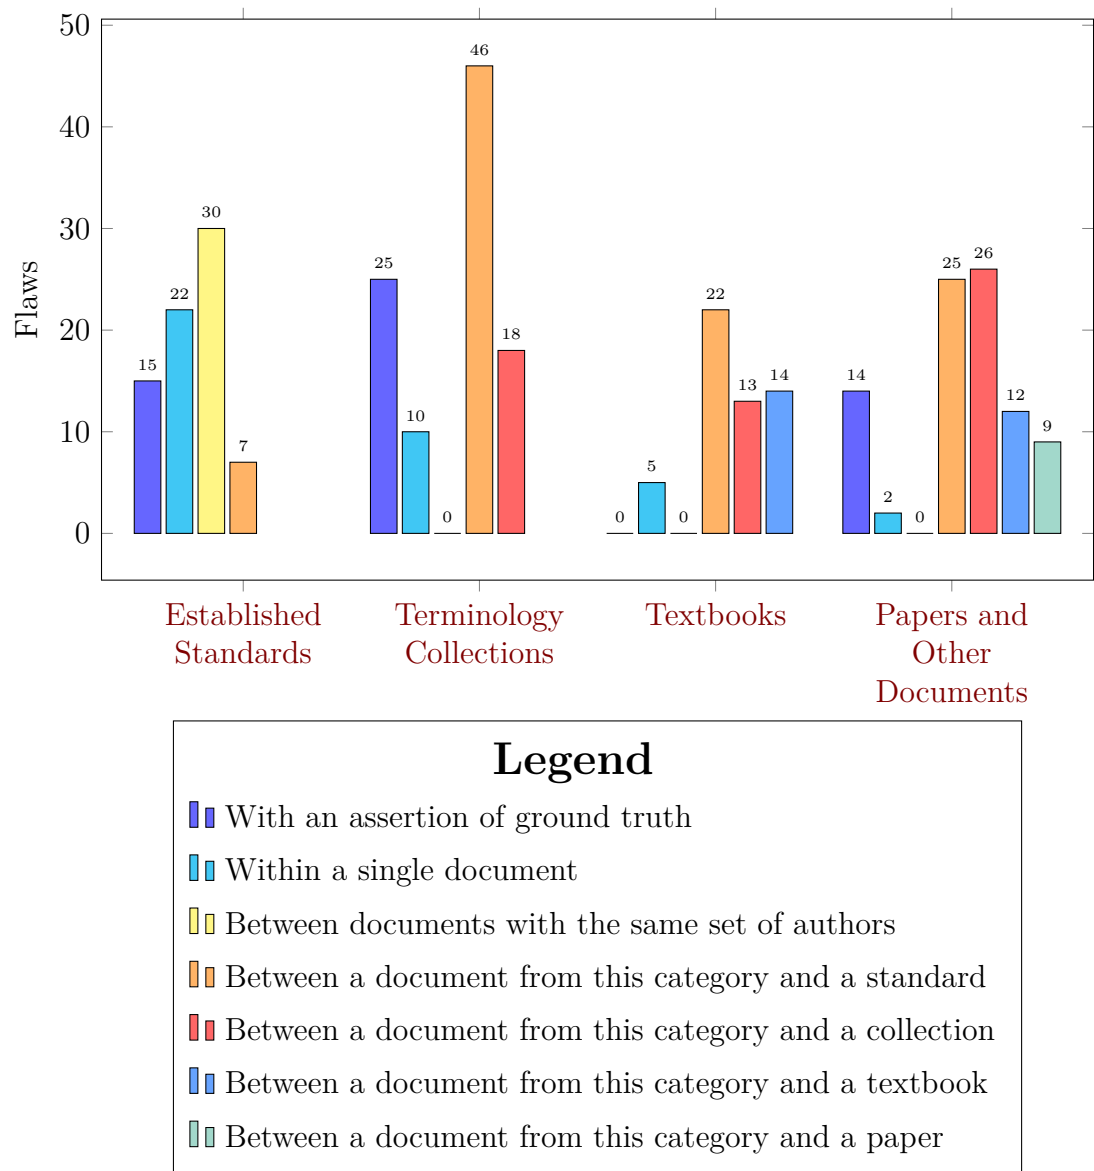 50
40
30
20
10
0
Flaws
15
22
30
7
25
10
0
46
18
0
5
0
22
13
14
14
2
0
25
26
12
9
Established
Standards
Terminology
Collections
Textbooks
Papers and
Other
Documents
Legend
With an assertion of ground truth
Within a single document
Between documents with the same set of authors
Between a document from this category and a standard
Between a document from this category and a collection
Between a document from this category and a textbook
Between a document from this category and a paper